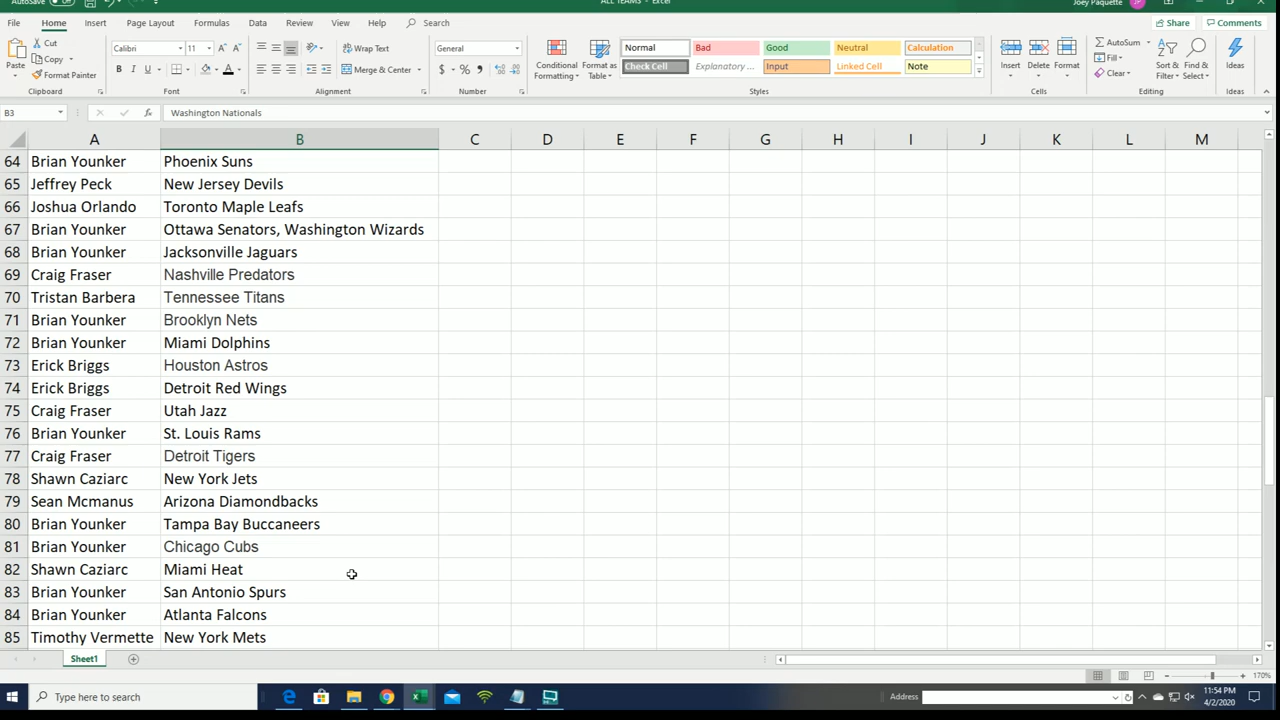 AutoSave Off ALL TEAMS - Excel Joey Paquette JP
File Home Insert Page Layout Formulas Data Review View Help Search Share Comments
Cut
Copy
Format Painter
Paste
Clipboard
Calibri 11
B I U
Font
Wrap Text
Merge & Center
Alignment
General
$ % ,
Number
Conditional Formatting
Format as Table
Normal Bad Good Neutral Calculation
Check Cell Explanatory ... Input Linked Cell Note
Styles
Insert Delete Format
Cells
AutoSum
Fill
Clear
Sort & Filter
Find & Select
Editing
Ideas
Ideas
B3 fx Washington Nationals
A B C D E F G H I J K L M
64 Brian Younker Phoenix Suns
65 Jeffrey Peck New Jersey Devils
66 Joshua Orlando Toronto Maple Leafs
67 Brian Younker Ottawa Senators, Washington Wizards
68 Brian Younker Jacksonville Jaguars
69 Craig Fraser Nashville Predators
70 Tristan Barbera Tennessee Titans
71 Brian Younker Brooklyn Nets
72 Brian Younker Miami Dolphins
73 Erick Briggs Houston Astros
74 Erick Briggs Detroit Red Wings
75 Craig Fraser Utah Jazz
76 Brian Younker St. Louis Rams
77 Craig Fraser Detroit Tigers
78 Shawn Caziarc New York Jets
79 Sean Mcmanus Arizona Diamondbacks
80 Brian Younker Tampa Bay Buccaneers
81 Brian Younker Chicago Cubs
82 Shawn Caziarc Miami Heat
83 Brian Younker San Antonio Spurs
84 Brian Younker Atlanta Falcons
85 Timothy Vermette New York Mets
Sheet1
170%
Type here to search
Address
11:54 PM
4/2/2020